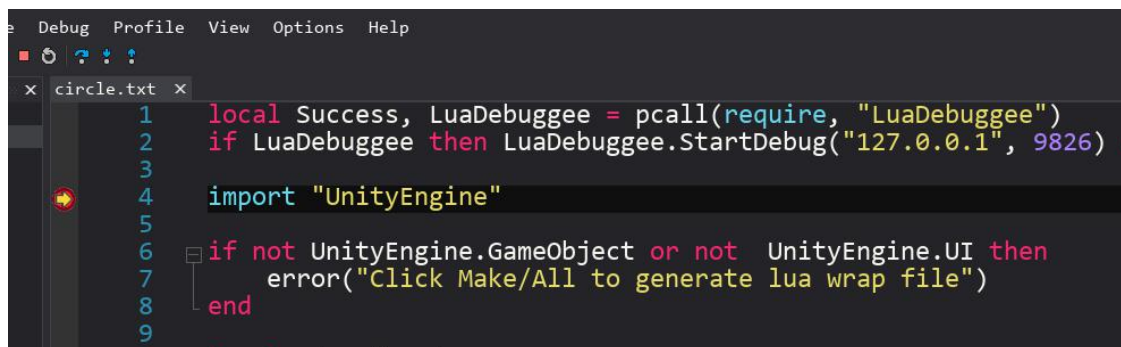 Debug Profile View Options Help
circle.txt
1 local Success, LuaDebuggee = pcall(require, "LuaDebuggee")
2 if LuaDebuggee then LuaDebuggee.StartDebug("127.0.0.1", 9826)
3
4 import "UnityEngine"
5
6 if not UnityEngine.GameObject or not  UnityEngine.UI then
7     error("Click Make/All to generate lua wrap file")
8 end
9